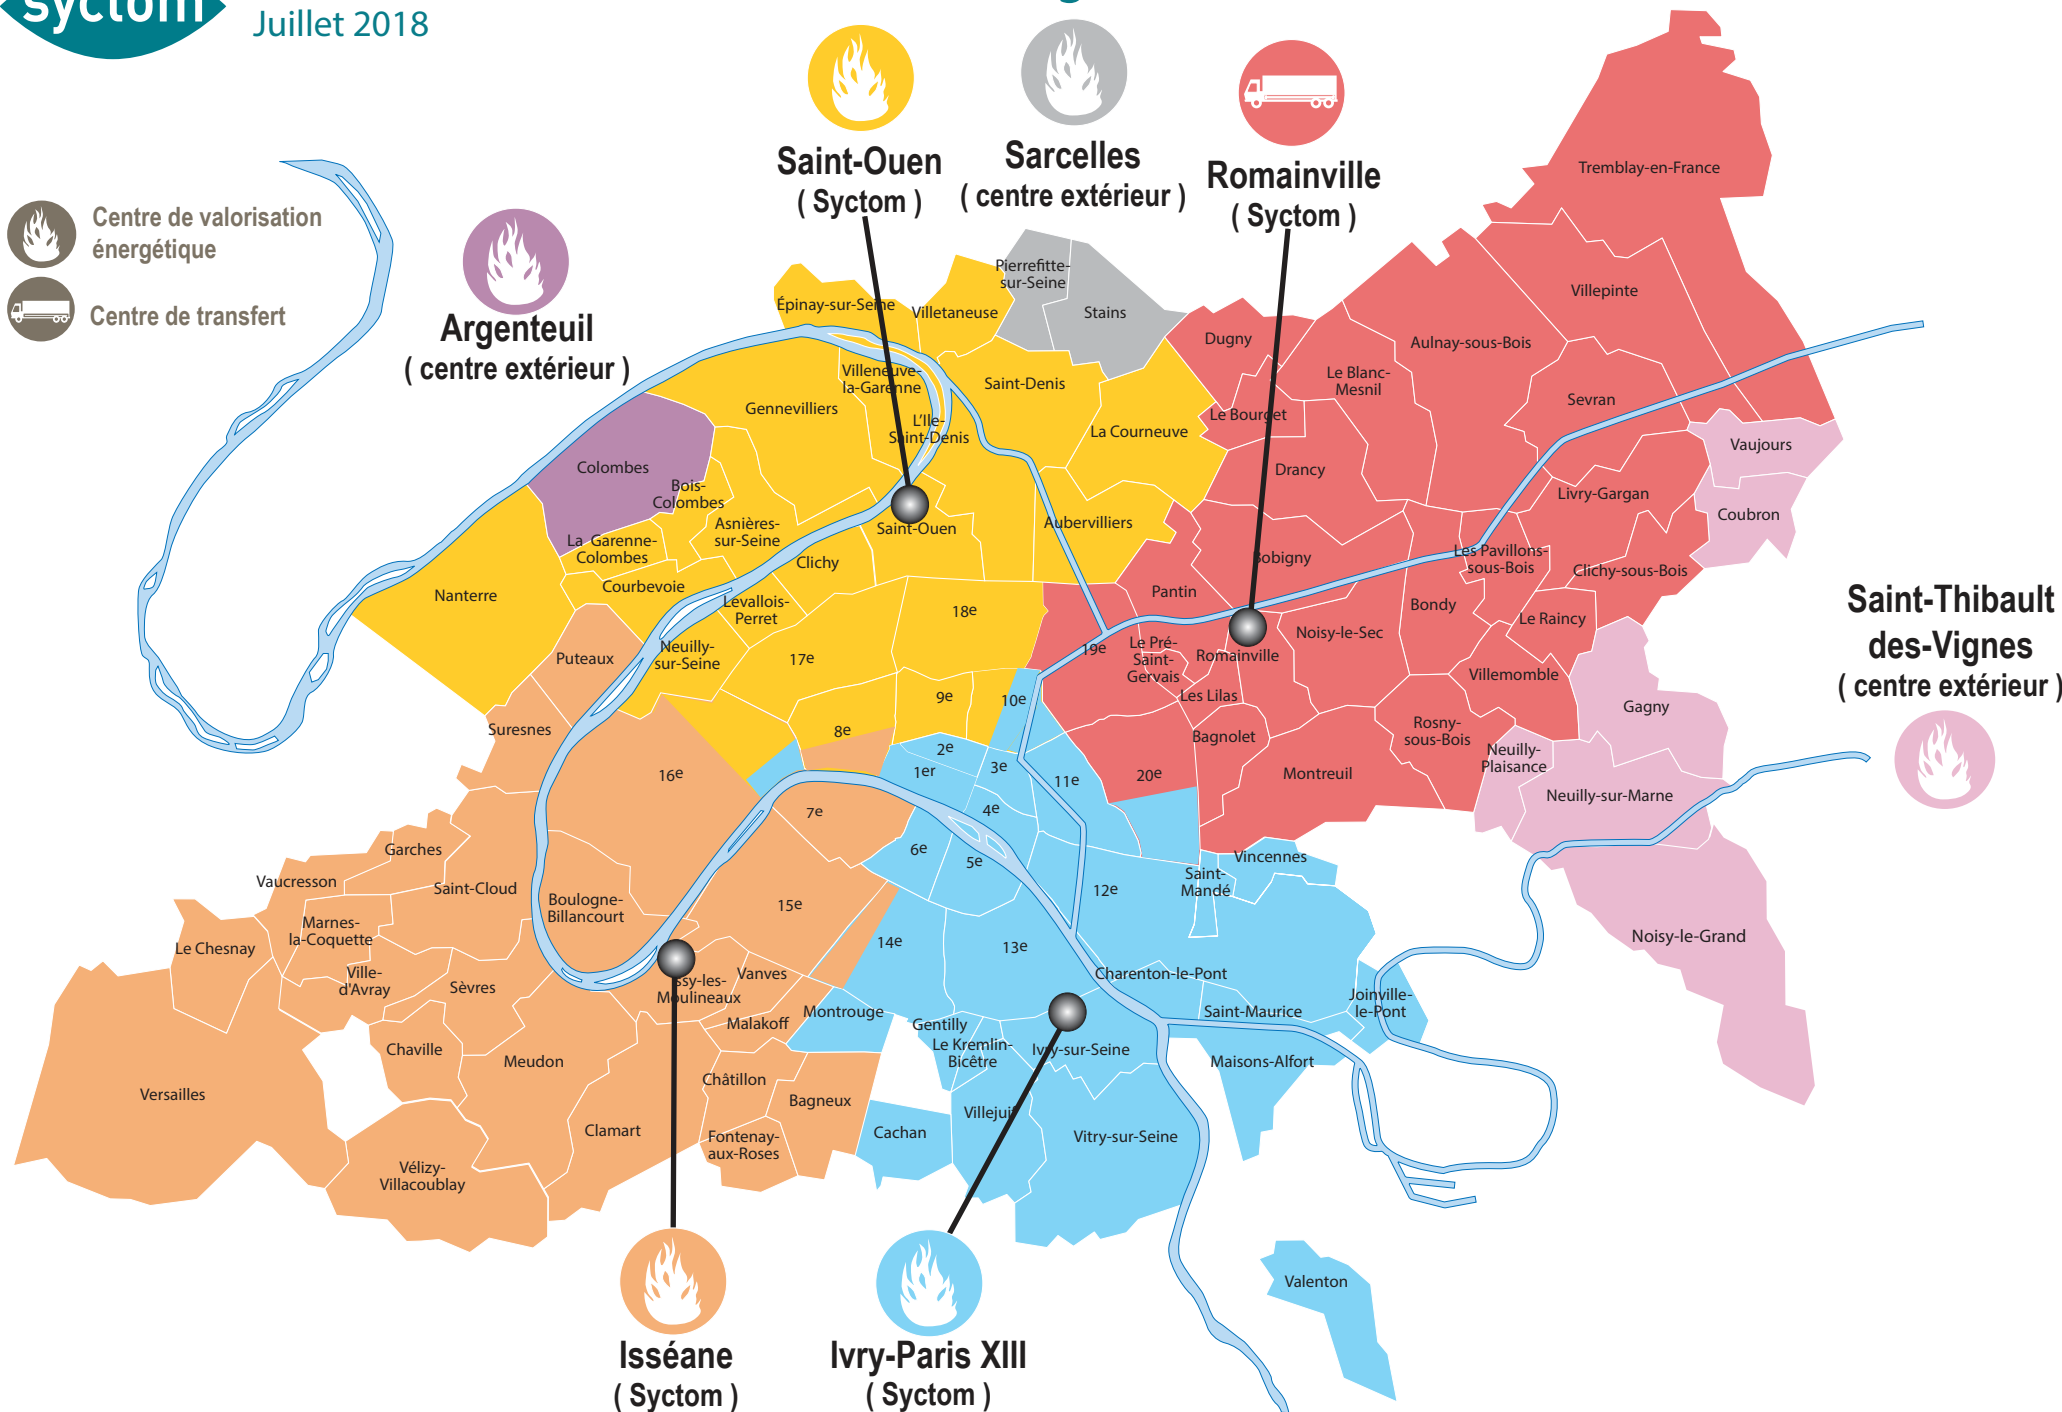 syctom
Juillet 2018
Centre de valorisation
énergétique
Centre de transfert
Argenteuil
( centre extérieur )
Saint-Ouen
( Syctom )
Sarcelles
( centre extérieur )
Romainville
( Syctom )
Saint-Thibault
des-Vignes
( centre extérieur )
Isséane
( Syctom )
Ivry-Paris XIII
( Syctom )
Tremblay-en-France
Villepinte
Pierrefitte-
sur-Seine
Stains
Épinay-sur-Seine
Villetaneuse
Dugny
Aulnay-sous-Bois
Le Blanc-
Mesnil
Sevran
Villeneuve-
la-Garenne
Saint-Denis
Gennevilliers
L'Ile-
Saint-Denis
La Courneuve
Le Bourget
Drancy
Vaujours
Livry-Gargan
Coubron
Colombes
Bois-
Colombes
Asnières-
sur-Seine
La Garenne-
Colombes
Saint-Ouen
Aubervilliers
Clichy
Courbevoie
Nanterre
Levallois-
Perret
Neuilly-
sur-Seine
Puteaux
Suresnes
Bobigny
Pantin
Les Pavillons-
sous-Bois
Clichy-sous-Bois
Bondy
Le Raincy
Noisy-le-Sec
Le Pré-
Saint-
Gervais
Romainville
Les Lilas
Villemomble
Gagny
Bagnolet
Rosny-
sous-Bois
Neuilly-
Plaisance
Montreuil
Neuilly-sur-Marne
Noisy-le-Grand
18e
17e
19e
9e
10e
8e
2e
1er
3e
11e
20e
16e
7e
4e
6e
5e
12e
15e
14e
13e
Vincennes
Saint-
Mandé
Garches
Vaucresson
Saint-Cloud
Boulogne-
Billancourt
Marnes-
la-Coquette
Le Chesnay
Ville-
d'Avray
Sèvres
Issy-les-
Moulineaux
Vanves
Malakoff
Montrouge
Charenton-le-Pont
Saint-Maurice
Joinville-
le-Pont
Gentilly
Le Kremlin-
Bicêtre
Ivry-sur-Seine
Maisons-Alfort
Chaville
Meudon
Versailles
Châtillon
Bagneux
Clamart
Fontenay-
aux-Roses
Cachan
Villejuif
Vitry-sur-Seine
Vélizy-
Villacoublay
Valenton